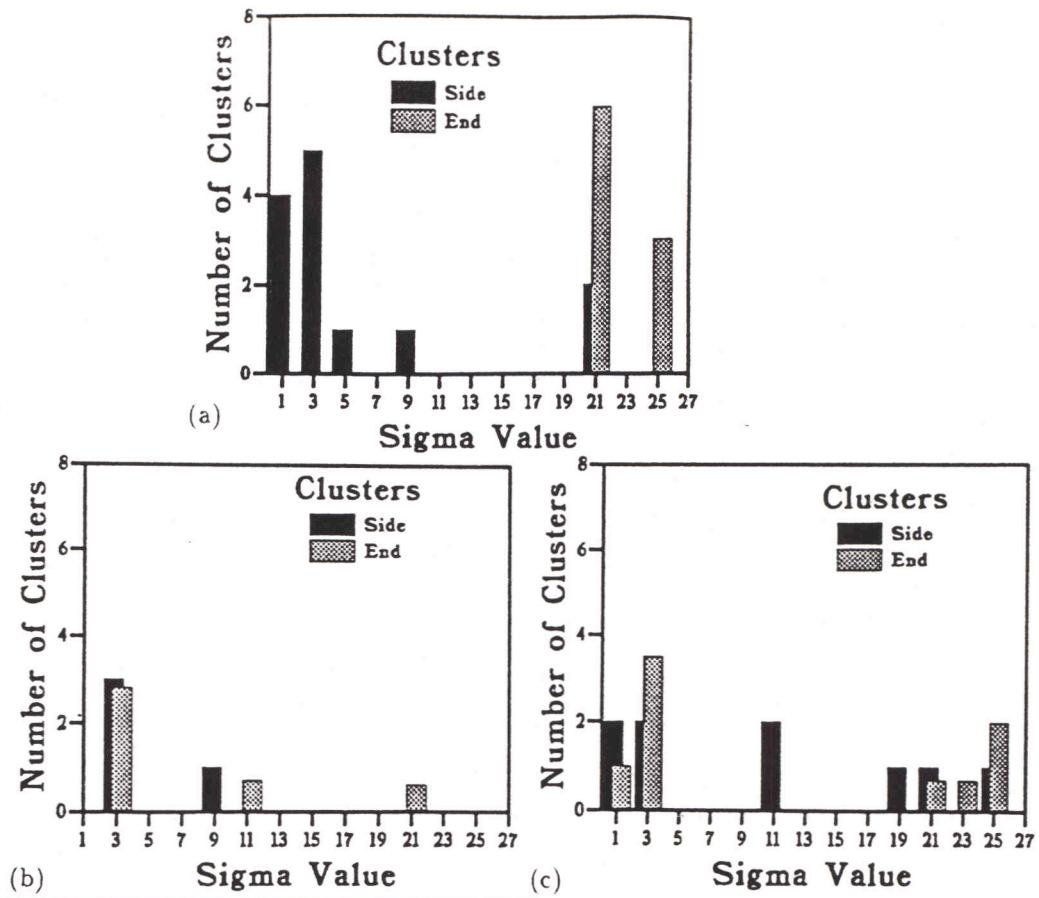 8
6
4
2
0
Number of Clusters
Clusters
Side
End
1 3 5 7 9 11 13 15 17 19 21 23 25 27
(a)
Sigma Value
8
6
4
2
0
Number of Clusters
Clusters
Side
End
1 3 5 7 9 11 13 15 17 19 21 23 25 27
(b)
Sigma Value
8
6
4
2
0
Number of Clusters
Clusters
Side
End
1 3 5 7 9 11 13 15 17 19 21 23 25 27
(c)
Sigma Value